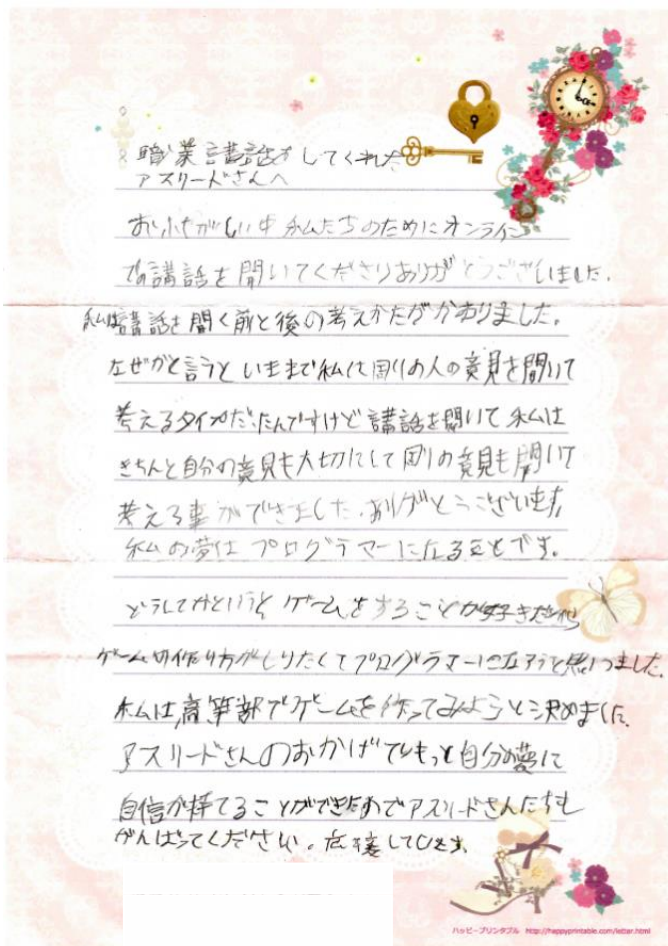 職業講話をしてくれた
アスリードさんへ
おいそがしい中 私たちのためにオンライン
での講話を開いてくださりありがとうございました。
私は講話を聞く前と後の考えかたがかわりました。
なぜかと言うといままで私は周りの人の意見を聞いて
考えるタイプだったんですけど講話を聞いて私は
きちんと自分の意見も大切にして周りの意見も聞いて
考える事ができました。ありがとうございます。
私の夢はプログラマーになることです。
どうしてかというとゲームをすることが好きだから
ゲームの作り方がしりたくてプログラマーになろうと思いつました。
私は高等部でゲームを作ってみようと決めました。
アスリードさんのおかげでもっと自分の夢に
自信が持てることができたのでアスリードさんたちも
がんばってください。応援しています。
ハッピープリンタブル http://happyprintable.com/letter.html